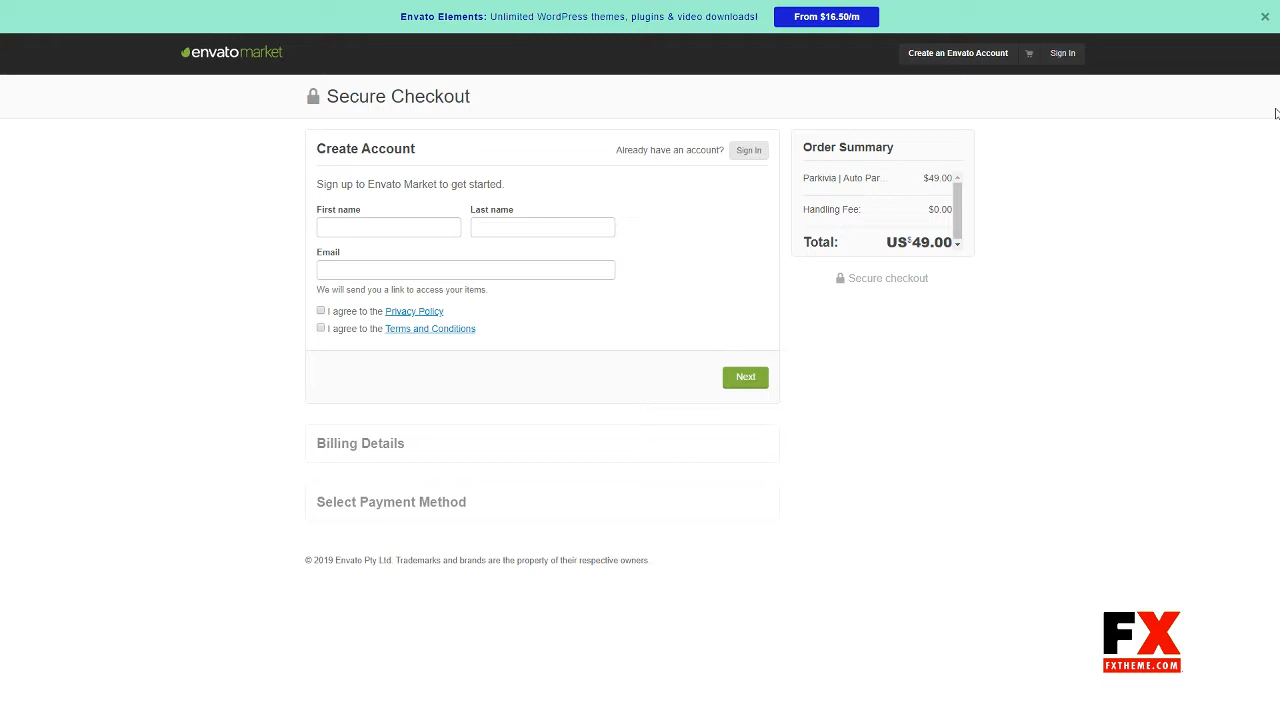 Envato Elements: Unlimited WordPress themes, plugins & video downloads! From $16.50/m
envatomarket Create an Envato Account Sign In
Secure Checkout
Create Account Already have an account? Sign In
Sign up to Envato Market to get started.
First name Last name
Email
We will send you a link to access your items.
I agree to the Privacy Policy
I agree to the Terms and Conditions
Next
Order Summary
Parkivia | Auto Par... $49.00
Handling Fee: $0.00
Total: US$49.00
Secure checkout
Billing Details
Select Payment Method
© 2019 Envato Pty Ltd. Trademarks and brands are the property of their respective owners.
FX
FXTHEME.COM